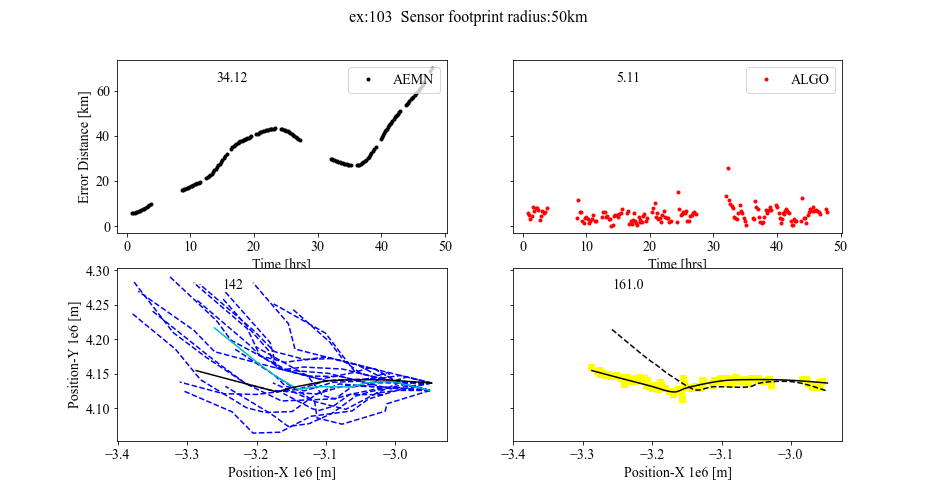 ex:103  Sensor footprint radius:50km
34.12
AEMN
Error Distance [km]
60
40
20
0
0 10 20 30 40 50
Time [hrs]
5.11
ALGO
0 10 20 30 40 50
Time [hrs]
142
Position-Y 1e6 [m]
4.30
4.25
4.20
4.15
4.10
−3.4 −3.3 −3.2 −3.1 −3.0
Position-X 1e6 [m]
161.0
−3.4 −3.3 −3.2 −3.1 −3.0
Position-X 1e6 [m]